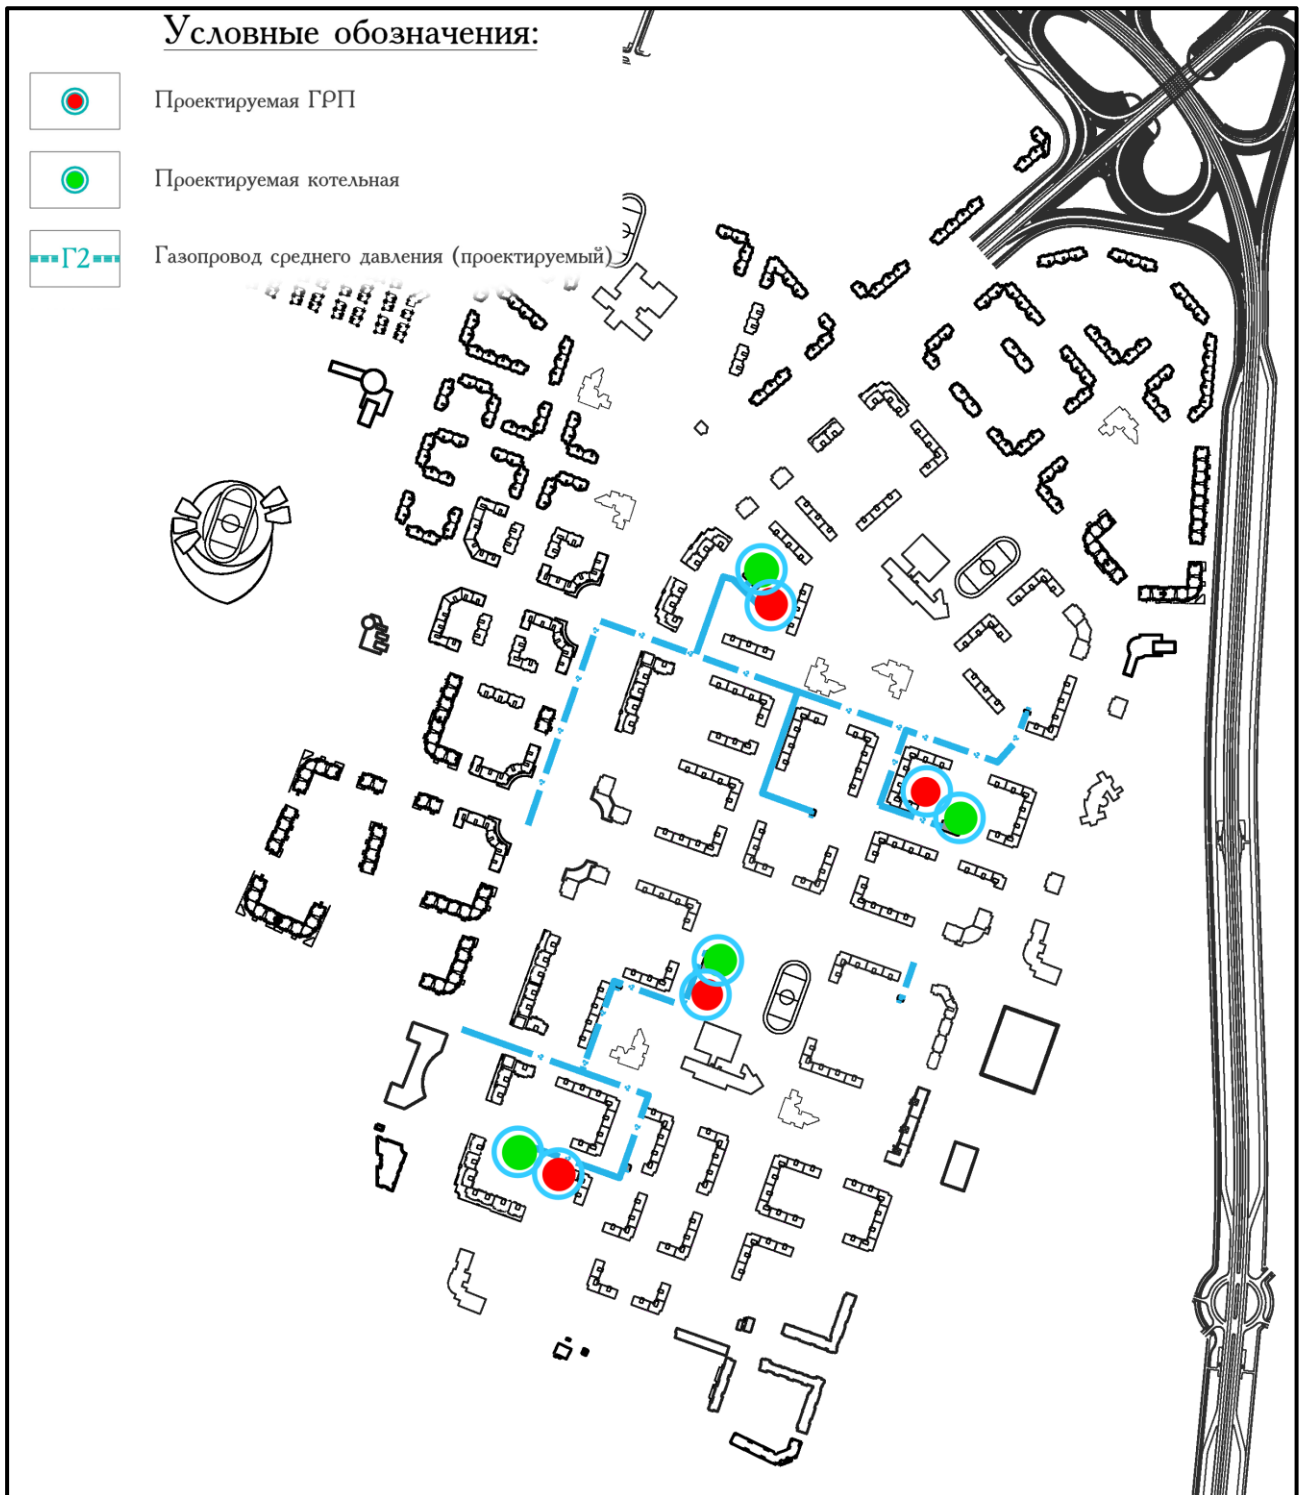 Условные обозначения:
Проектируемая ГРП
Проектируемая котельная
Г2
Газопровод среднего давления (проектируемый)